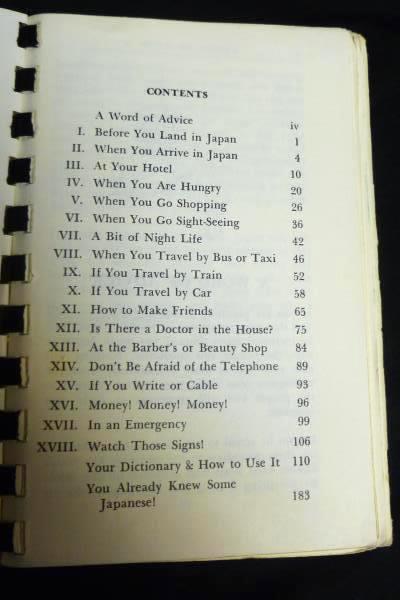 CONTENTS
A Word of Advice iv
I. Before You Land in Japan 1
II. When You Arrive in Japan 4
III. At Your Hotel 10
IV. When You Are Hungry 20
V. When You Go Shopping 26
VI. When You Go Sight-Seeing 36
VII. A Bit of Night Life 42
VIII. When You Travel by Bus or Taxi 46
IX. If You Travel by Train 52
X. If You Travel by Car 58
XI. How to Make Friends 65
XII. Is There a Doctor in the House? 75
XIII. At the Barber's or Beauty Shop 84
XIV. Don't Be Afraid of the Telephone 89
XV. If You Write or Cable 93
XVI. Money! Money! Money! 96
XVII. In an Emergency 99
XVIII. Watch Those Signs! 106
Your Dictionary & How to Use It 110
You Already Knew Some
Japanese! 183